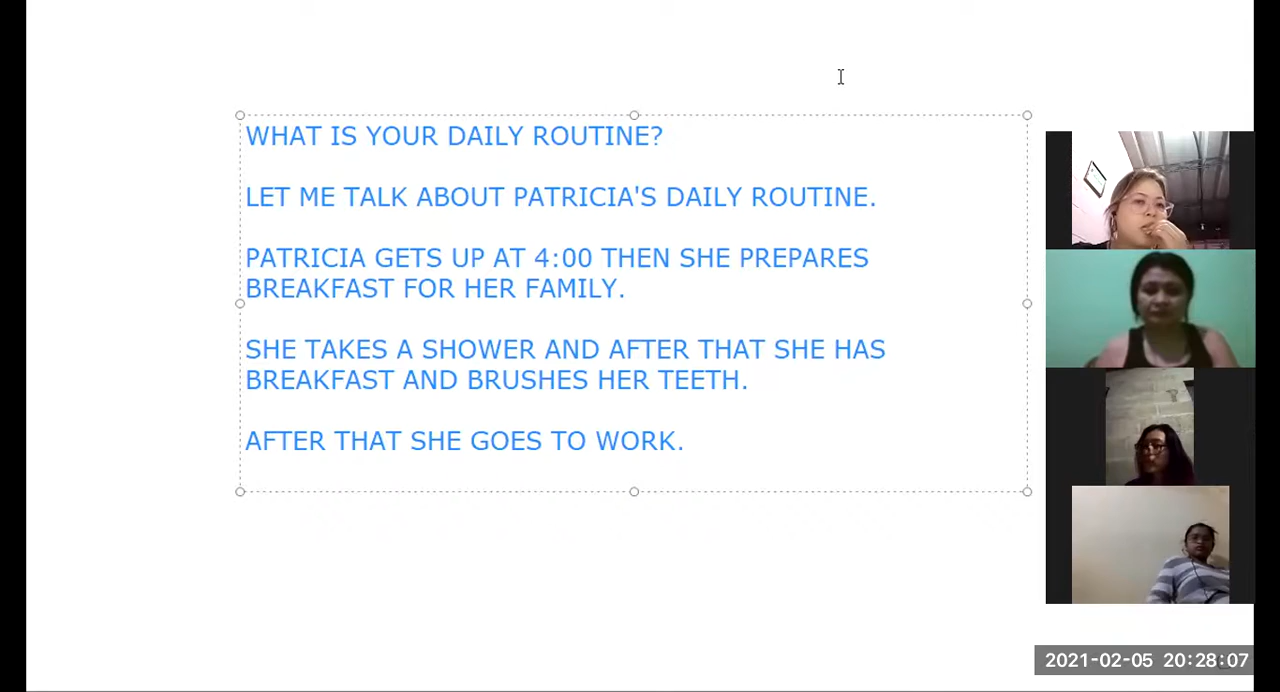 WHAT IS YOUR DAILY ROUTINE?
LET ME TALK ABOUT PATRICIA'S DAILY ROUTINE.
PATRICIA GETS UP AT 4:00 THEN SHE PREPARES
BREAKFAST FOR HER FAMILY.
SHE TAKES A SHOWER AND AFTER THAT SHE HAS
BREAKFAST AND BRUSHES HER TEETH.
AFTER THAT SHE GOES TO WORK.
2021-02-05 20:28:07